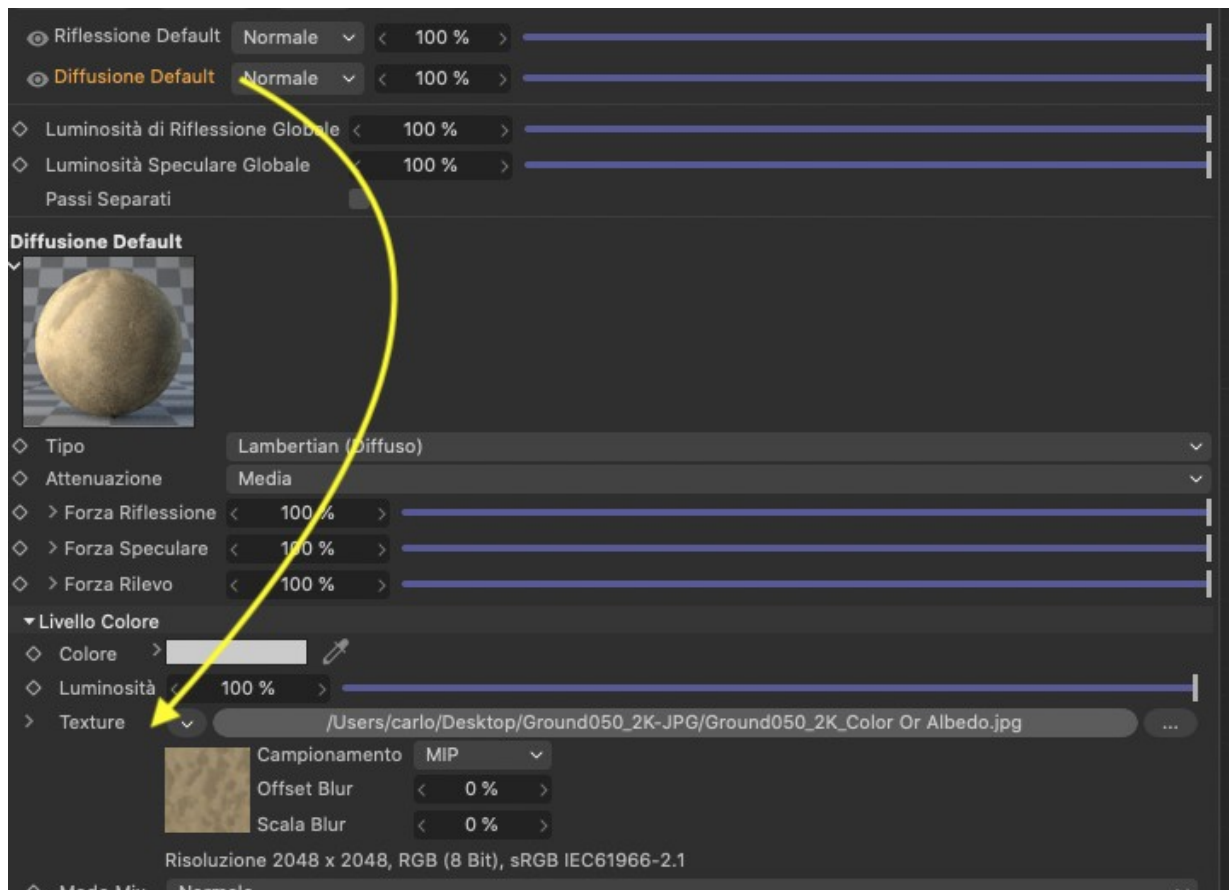 Riflessione Default Normale 100 %
Diffusione Default Normale 100 %
Luminosità di Riflessione Globale 100 %
Luminosità Speculare Globale 100 %
Passi Separati
Diffusione Default
Tipo Lambertian (Diffuso)
Attenuazione Media
Forza Riflessione 100 %
Forza Speculare 100 %
Forza Rilevo 100 %
Livello Colore
Colore
Luminosità 100 %
Texture /Users/carlo/Desktop/Ground050_2K-JPG/Ground050_2K_Color Or Albedo.jpg ...
Campionamento MIP
Offset Blur 0 %
Scala Blur 0 %
Risoluzione 2048 x 2048, RGB (8 Bit), sRGB IEC61966-2.1
Modo Mix Normale